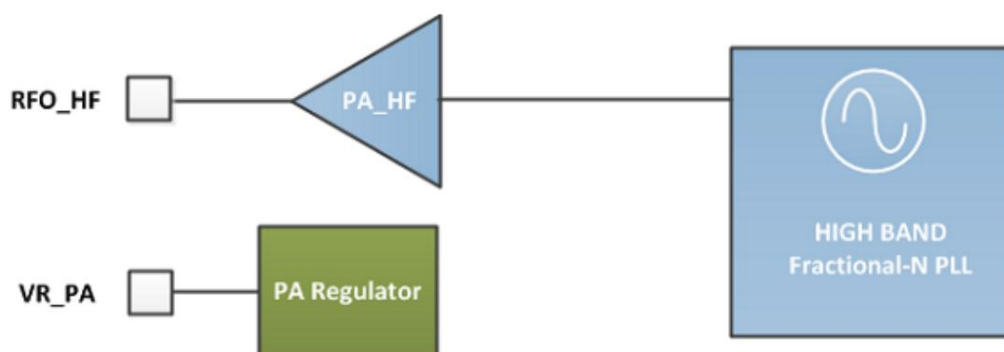 RFO_HF
PA_HF
HIGH BAND
Fractional-N PLL
VR_PA
PA Regulator